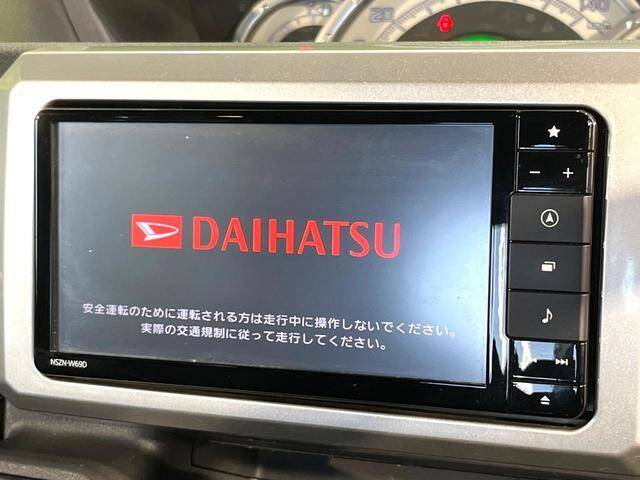 20
140
DAIHATSU
安全運転のために運転される方は走行中に操作しないでください。
実際の交通規制に従って走行してください。
NSZN-W69D